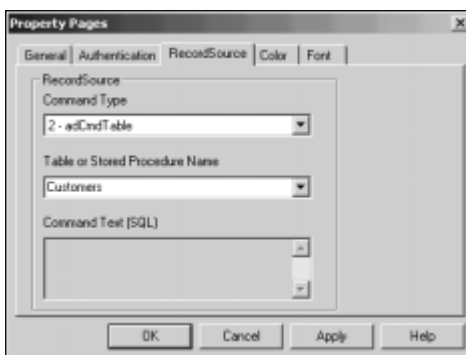 Property Pages
General Authentication RecordSource Color Font
RecordSource
Command Type
2 - adCmdTable
Table or Stored Procedure Name
Customers
Command Text (SQL)
OK Cancel Apply Help